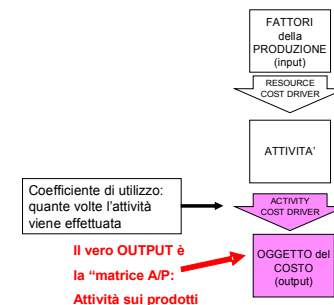 FATTORI
della
PRODUZIONE
(input)
RESOURCE
COST DRIVER
ATTIVITA'
Coefficiente di utilizzo:
quante volte l'attività
viene effettuata
ACTIVITY
COST DRIVER
Il vero OUTPUT è
la “matrice A/P:
Attività sui prodotti
OGGETTO del
COSTO
(output)